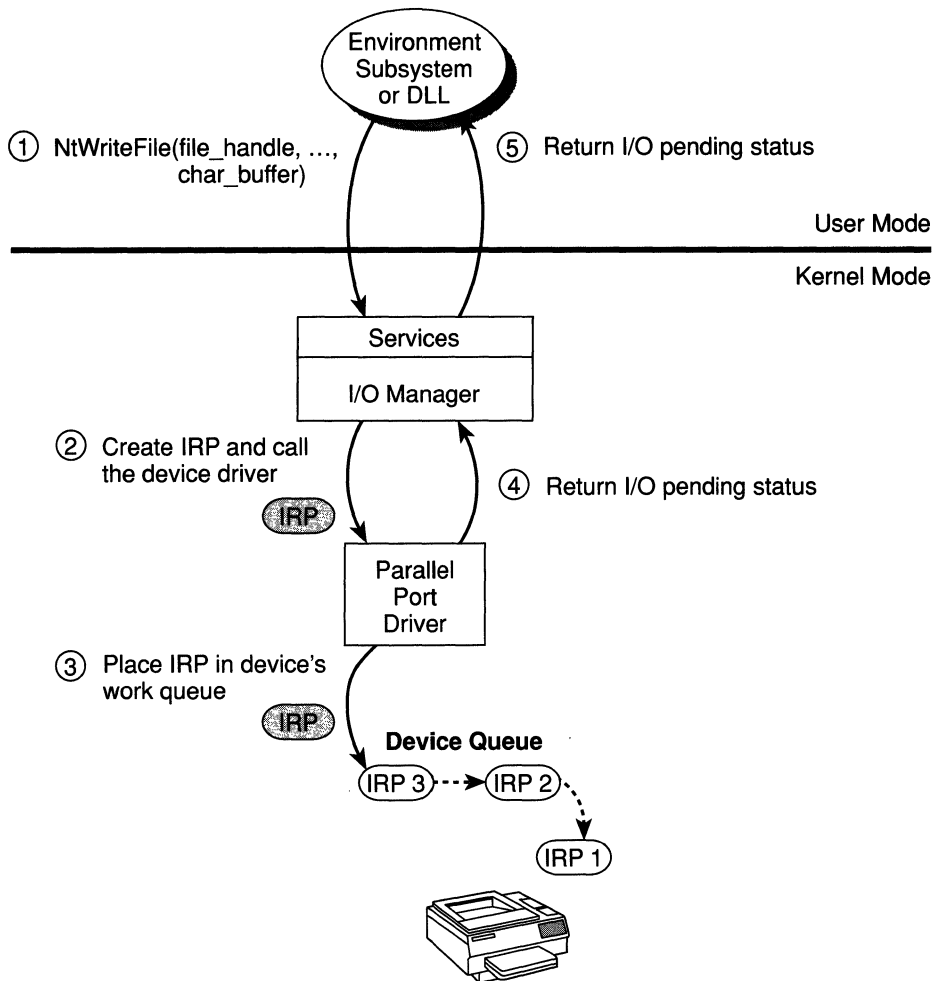 Environment
Subsystem
or DLL
① NtWriteFile(file_handle, …,
char_buffer)
⑤ Return I/O pending status
User Mode
Kernel Mode
Services
I/O Manager
② Create IRP and call
the device driver
IRP
④ Return I/O pending status
Parallel
Port
Driver
③ Place IRP in device’s
work queue
IRP
Device Queue
IRP 3
IRP 2
IRP 1